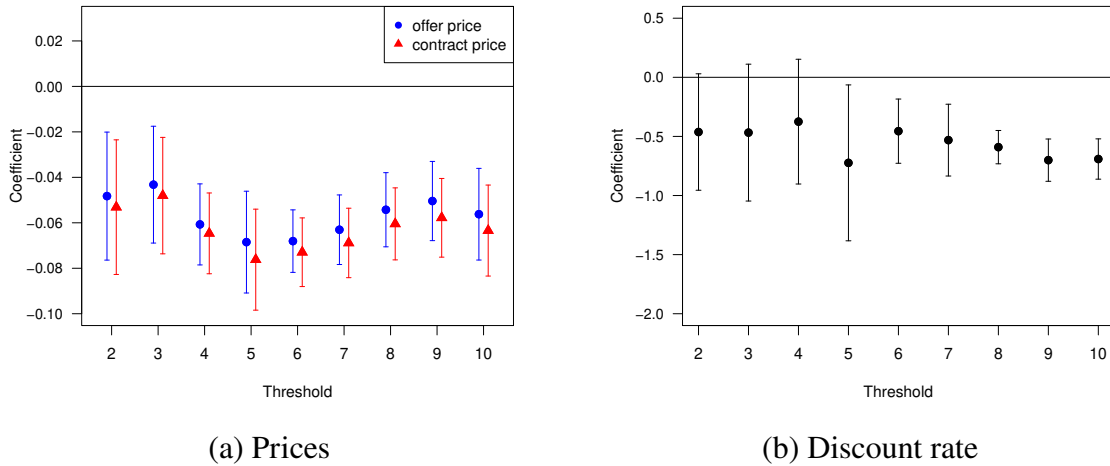 offer price
contract price
0.02
0.00
−0.02
−0.04
−0.06
−0.08
−0.10
Coefficient
2 3 4 5 6 7 8 9 10
Threshold
(a) Prices
0.5
0.0
−0.5
−1.0
−1.5
−2.0
Coefficient
2 3 4 5 6 7 8 9 10
Threshold
(b) Discount rate